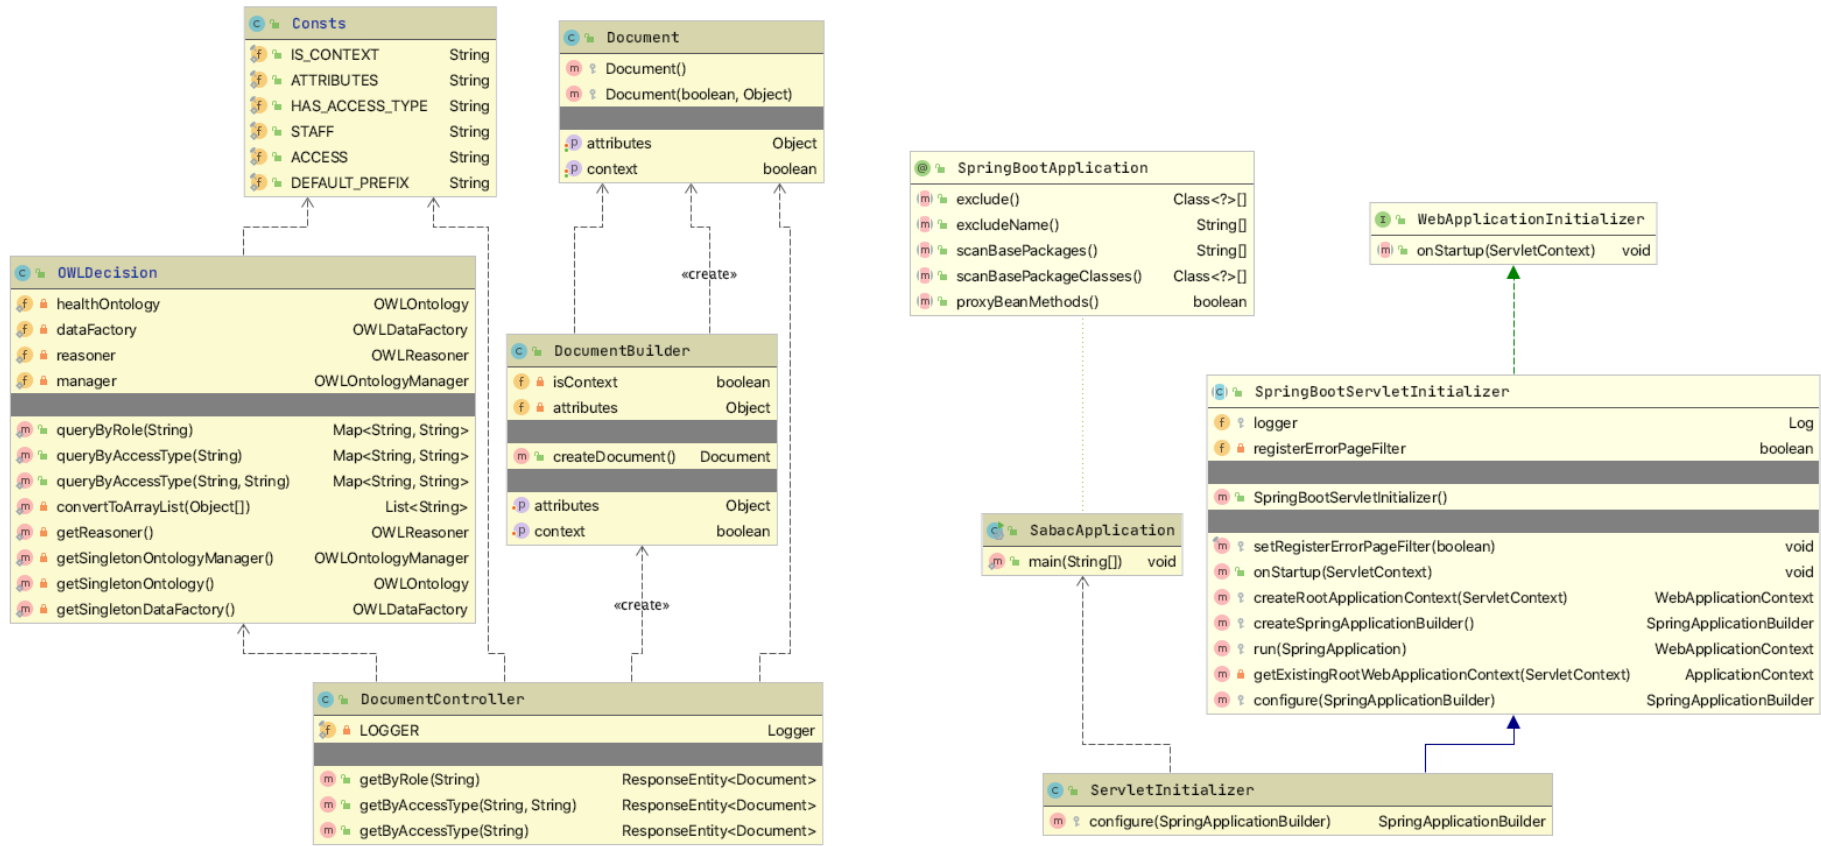 Consts
IS_CONTEXT String
ATTRIBUTES String
HAS_ACCESS_TYPE String
STAFF String
ACCESS String
DEFAULT_PREFIX String
Document
Document()
Document(boolean, Object)
attributes Object
context boolean
SpringBootApplication
exclude() Class<?>[]
excludeName() String[]
scanBasePackages() String[]
scanBasePackageClasses() Class<?>[]
proxyBeanMethods() boolean
WebApplicationInitializer
onStartup(ServletContext) void
OWLDecision
healthOntology OWLOntology
dataFactory OWLDataFactory
reasoner OWLReasoner
manager OWLOntologyManager
queryByRole(String) Map<String, String>
queryByAccessType(String) Map<String, String>
queryByAccessType(String, String) Map<String, String>
convertToArrayList(Object[]) List<String>
getReasoner() OWLReasoner
getSingletonOntologyManager() OWLOntologyManager
getSingletonOntology() OWLOntology
getSingletonDataFactory() OWLDataFactory
«create»
DocumentBuilder
isContext boolean
attributes Object
createDocument() Document
attributes Object
context boolean
«create»
SpringBootServletInitializer
logger Log
registerErrorPageFilter boolean
SpringBootServletInitializer()
setRegisterErrorPageFilter(boolean) void
onStartup(ServletContext) void
createRootApplicationContext(ServletContext) WebApplicationContext
createSpringApplicationBuilder() SpringApplicationBuilder
run(SpringApplication) WebApplicationContext
getExistingRootWebApplicationContext(ServletContext) ApplicationContext
configure(SpringApplicationBuilder) SpringApplicationBuilder
SabacApplication
main(String[]) void
DocumentController
LOGGER Logger
getByRole(String) ResponseEntity<Document>
getByAccessType(String, String) ResponseEntity<Document>
getByAccessType(String) ResponseEntity<Document>
ServletInitializer
configure(SpringApplicationBuilder) SpringApplicationBuilder